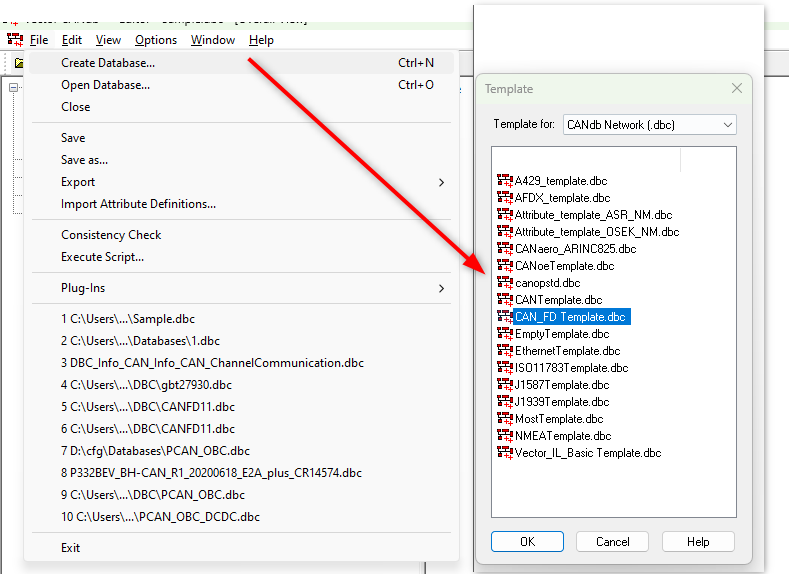 File Edit View Options Window Help
Create Database... Ctrl+N
Open Database... Ctrl+O
Close
Save
Save as...
Export
Import Attribute Definitions...
Consistency Check
Execute Script...
Plug-Ins
1 C:\Users\...\Sample.dbc
2 C:\Users\...\Databases\1.dbc
3 DBC_Info_CAN_Info_CAN_ChannelCommunication.dbc
4 C:\Users\...\DBC\gbt27930.dbc
5 C:\Users\...\DBC\CANFD11.dbc
6 C:\Users\...\DBC\CANFD11.dbc
7 D:\cfg\Databases\PCAN_OBC.dbc
8 P332BEV_BH-CAN_R1_20200618_E2A_plus_CR14574.dbc
9 C:\Users\...\DBC\PCAN_OBC.dbc
10 C:\Users\...\PCAN_OBC_DCDC.dbc
Exit
Template
Template for: CANdb Network (.dbc)
A429_template.dbc
AFDX_template.dbc
Attribute_template_ASR_NM.dbc
Attribute_template_OSEK_NM.dbc
CANaero_ARINC825.dbc
CANoeTemplate.dbc
canopstd.dbc
CANTemplate.dbc
CAN_FD Template.dbc
EmptyTemplate.dbc
EthernetTemplate.dbc
ISO11783Template.dbc
J1587Template.dbc
J1939Template.dbc
MostTemplate.dbc
NMEATemplate.dbc
Vector_IL_Basic Template.dbc
OK Cancel Help